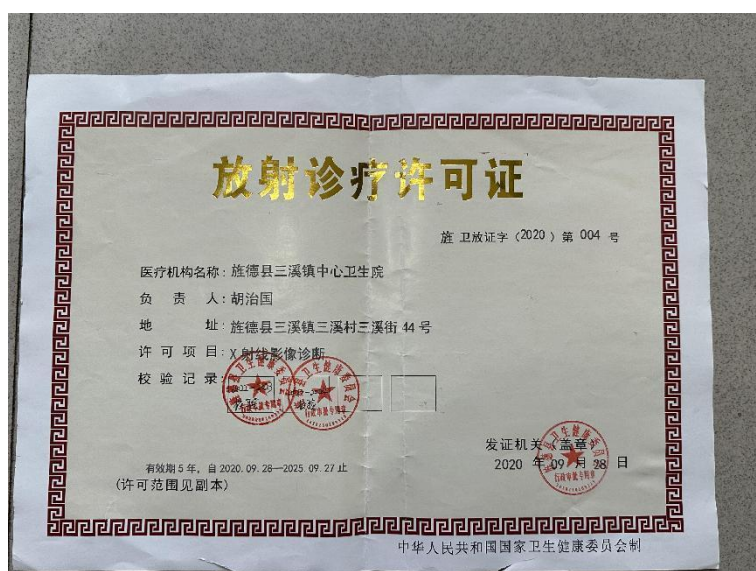 放射诊疗许可证
旌 卫放证字（2020）第 004 号
医疗机构名称：旌德县三溪镇中心卫生院
负 责 人：胡治国
地 址：旌德县三溪镇三溪村三溪街 44 号
许 可 项 目：X 射线影像诊断
校 验 记 录：
发证机关（盖章）
2020 年 09 月 28 日
有效期 5 年，自 2020.09.28—2025.09.27 止
（许可范围见副本）
中华人民共和国国家卫生健康委员会制